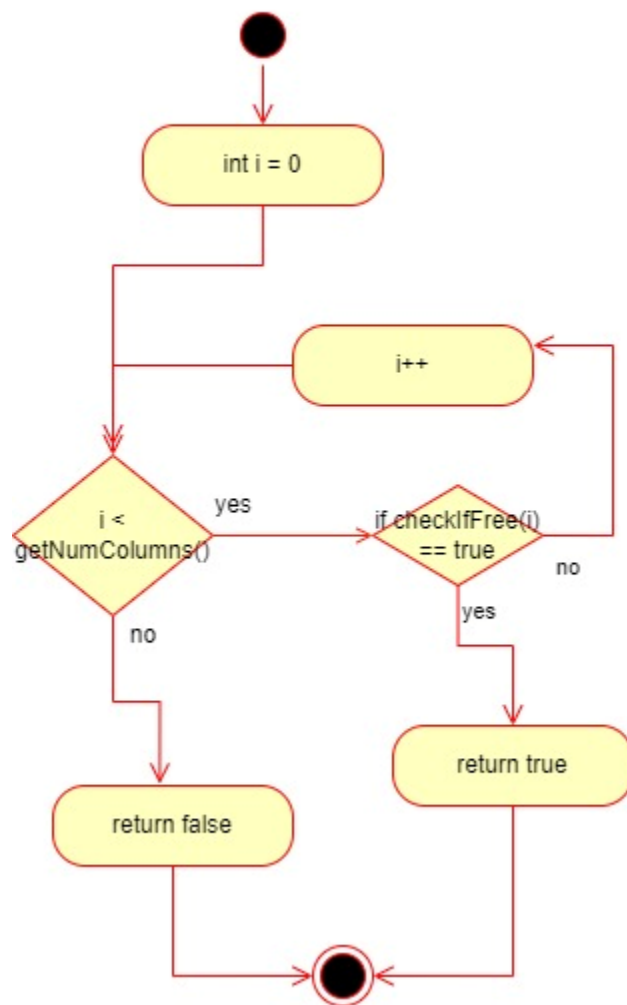 int i = 0
i++
i <
getNumColumns()
yes
if checkIfFree(i)
== true
no
yes
no
return true
return false